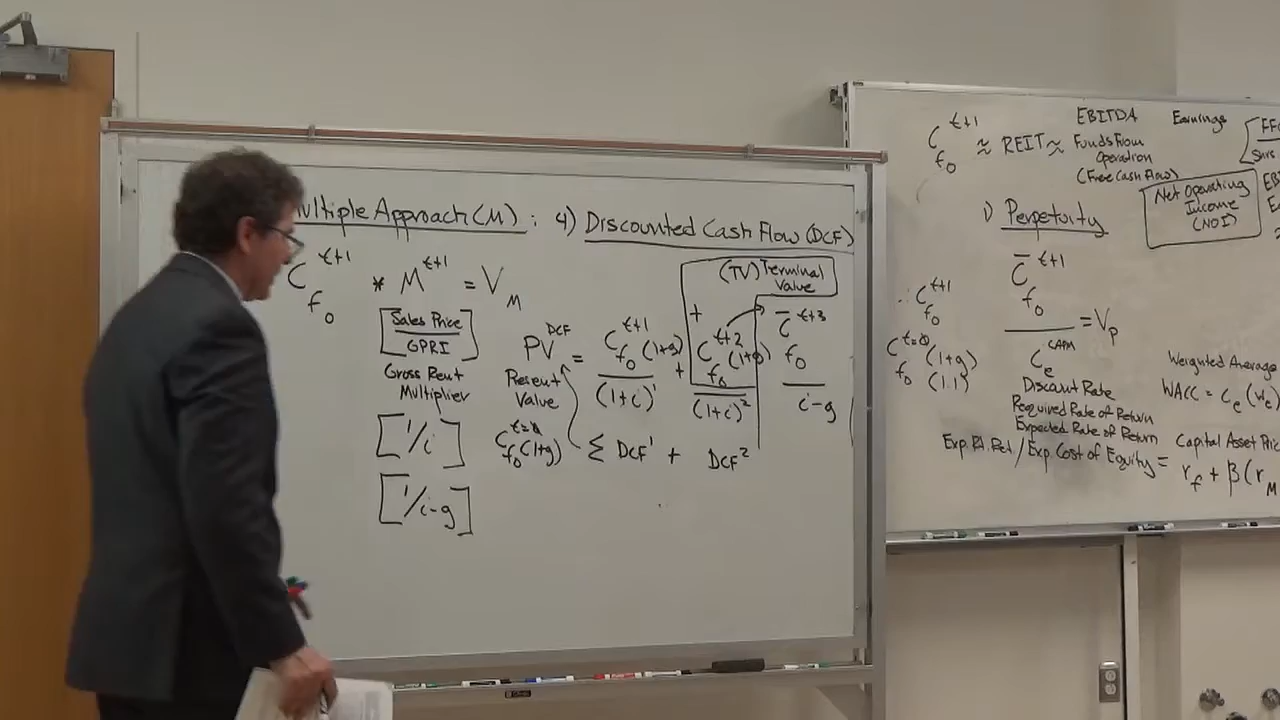 ultiple Approach (M) : 4) Discounted Cash Flow (DCF)
C f0 t+1 * M t+1 = V M
[Sales Price / GPRI]
Gross Rent
Multiplier
[1/i]
[1/i-g]
(TV) Terminal
Value
PV DCF = C f0 t+1 (1+g) / (1+i)^1 + C f0 t+2 (1+g) / (1+i)^2
+
C̄ f0 t+3 / i-g
Present
Value
C f0 (1+g)
Σ DCF^1 + DCF^2
C f0 t+1 ≈ REIT ≈
EBITDA
Funds From
Operation
(Free Cash Flow)
Earnings
Net Operating
Income
(NOI)
1) Perpetuity
C̄ f0 t+1 / C e CAPM = V p
∴ C f0 t+1
C f0 (1+g)
(1.1)
Discount Rate
Required Rate of Return
Expected Rate of Return
Exp. Rt. Ret / Exp. Cost of Equity =
Weighted Average
WACC = C e (W e
Capital Asset
r f + β (r M